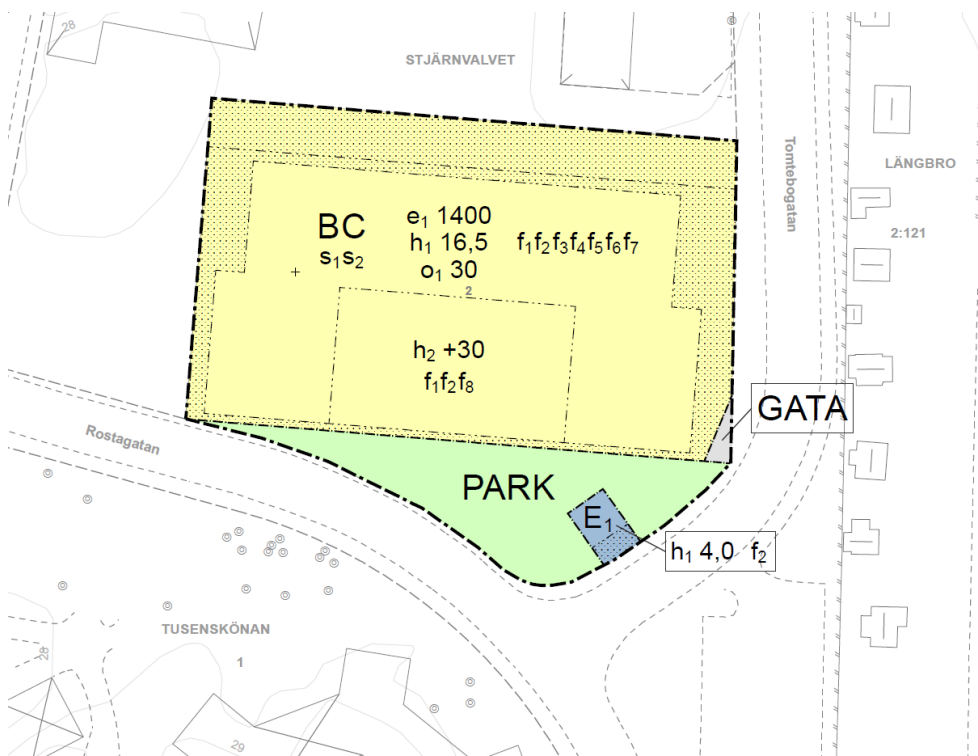 28
STJÄRNVALVET
Tomtebogatan
LÄNGBRO
2:121
BC
s₁s₂
e₁ 1400
h₁ 16,5
o₁ 30
f₁f₂f₃f₄f₅f₆f₇
2
h₂ +30
f₁f₂f₈
GATA
Rostagatan
PARK
E₁
h₁ 4,0 f₂
TUSENSKÖNAN
1
28
29